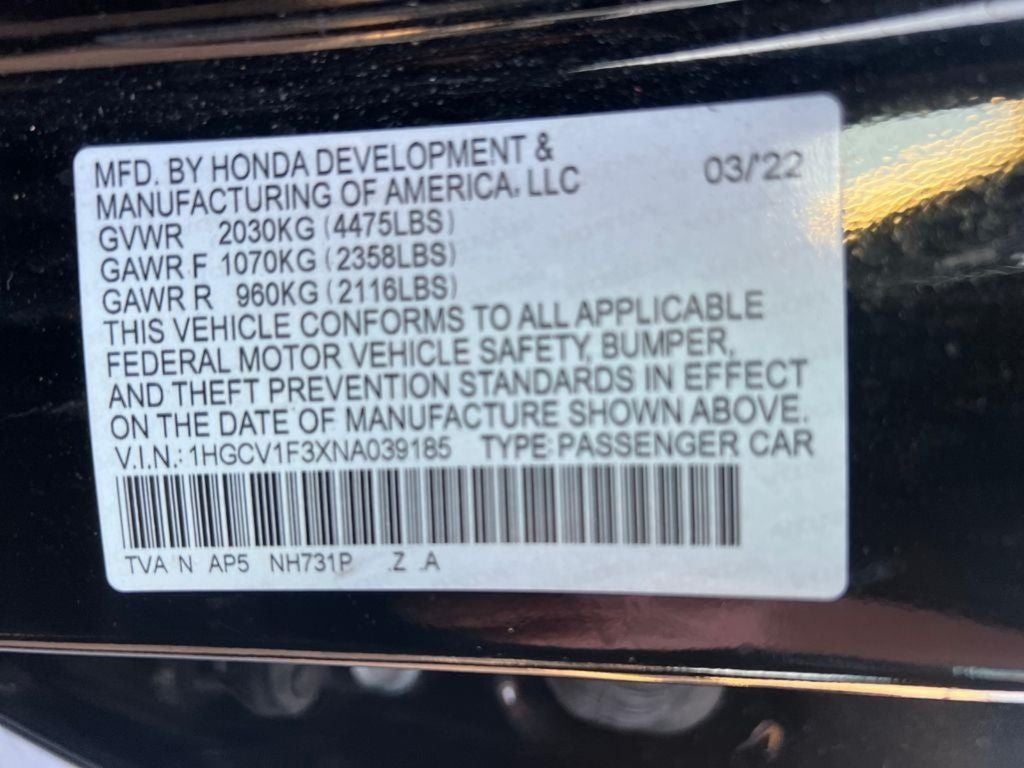 MFD. BY HONDA DEVELOPMENT & 03/'22
MANUFACTURING OF AMERICA, LLC
GVWR 2030KG (4475LBS)
GAWR F 1070KG (2358LBS)
GAWR R 960KG (2116LBS)
THIS VEHICLE CONFORMS TO ALL APPLICABLE
FEDERAL MOTOR VEHICLE SAFETY, BUMPER,
AND THEFT PREVENTION STANDARDS IN EFFECT
ON THE DATE OF MANUFACTURE SHOWN ABOVE.
V.I.N.: 1HGCV1F3XNA039185 TYPE: PASSENGER CAR
TVA N AP5 NH731P .Z .A